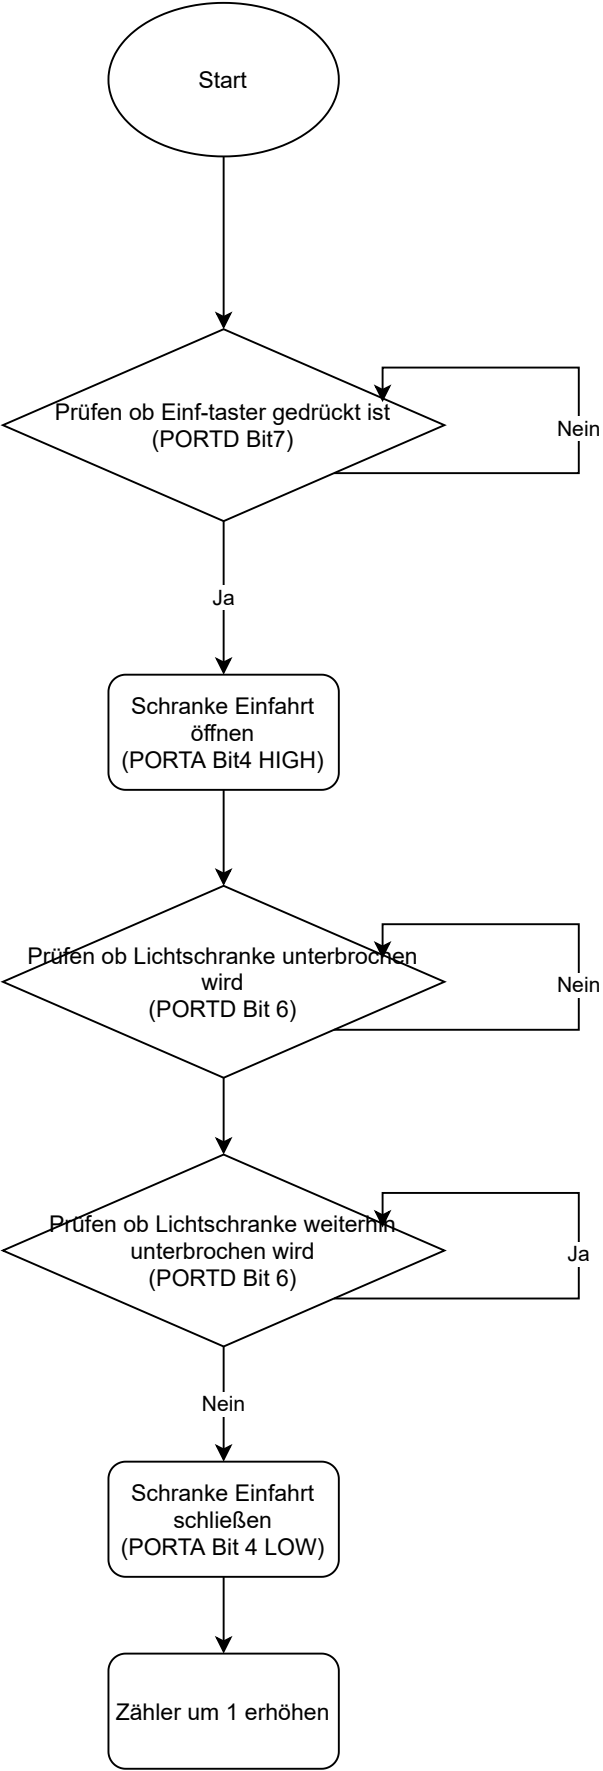 Start
Prüfen ob Einf-taster gedrückt ist
(PORTD Bit7)
Nein
Ja
Schranke Einfahrt
öffnen
(PORTA Bit4 HIGH)
Prüfen ob Lichtschranke unterbrochen
wird
(PORTD Bit 6)
Nein
Prüfen ob Lichtschranke weiterhin
unterbrochen wird
(PORTD Bit 6)
Ja
Nein
Schranke Einfahrt
schließen
(PORTA Bit 4 LOW)
Zähler um 1 erhöhen